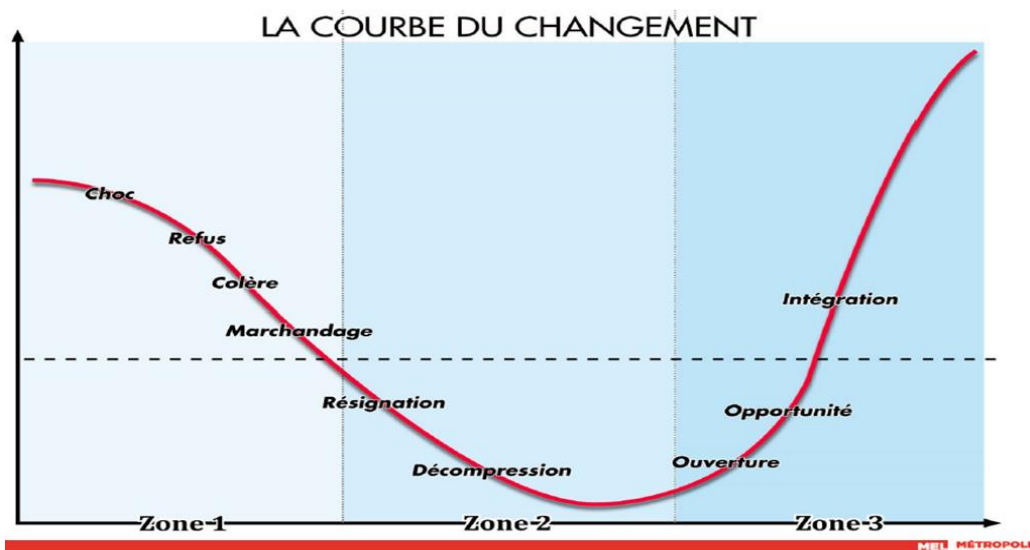 LA COURBE DU CHANGEMENT
Choc
Refus
Colère
Marchandage
Résignation
Décompression
Ouverture
Opportunité
Intégration
Zone-1
Zone-2
Zone-3
MEL MÉTROPOL